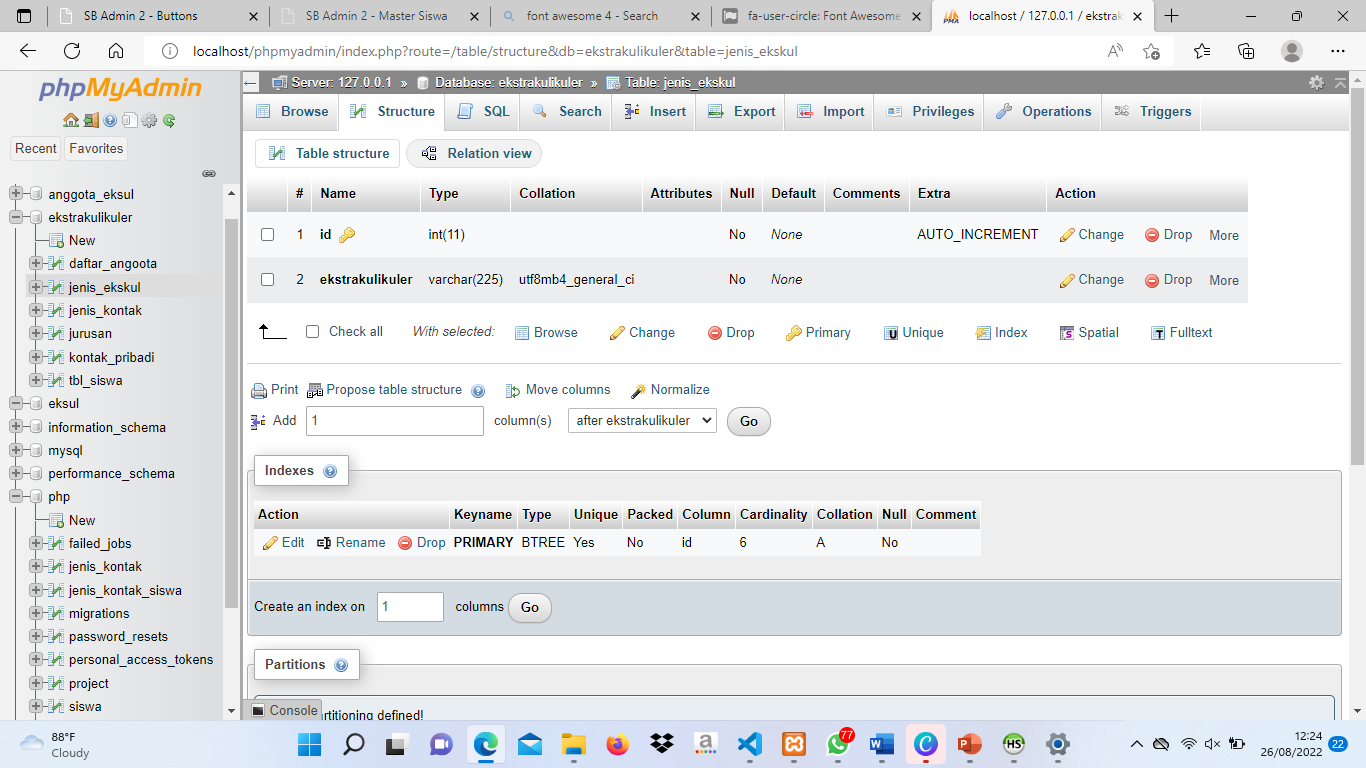 SB Admin 2 - Buttons
SB Admin 2 - Master Siswa
font awesome 4 - Search
fa-user-circle: Font Awesome
localhost / 127.0.0.1 / ekstrak
localhost/phpmyadmin/index.php?route=/table/structure&db=ekstrakulikuler&table=jenis_ekskul
phpMyAdmin
Recent Favorites
anggota_eksul
ekstrakulikuler
New
daftar_angoota
jenis_ekskul
jenis_kontak
jurusan
kontak_pribadi
tbl_siswa
eksul
information_schema
mysql
performance_schema
php
New
failed_jobs
jenis_kontak
jenis_kontak_siswa
migrations
password_resets
personal_access_tokens
project
siswa
Server: 127.0.0.1 » Database: ekstrakulikuler » Table: jenis_ekskul
Browse Structure SQL Search Insert Export Import Privileges Operations Triggers
Table structure Relation view
# Name Type Collation Attributes Null Default Comments Extra Action
1 id int(11) No None AUTO_INCREMENT Change Drop More
2 ekstrakulikuler varchar(225) utf8mb4_general_ci No None Change Drop More
Check all With selected: Browse Change Drop Primary Unique Index Spatial Fulltext
Print Propose table structure Move columns Normalize
Add 1 column(s) after ekstrakulikuler Go
Indexes
Action Keyname Type Unique Packed Column Cardinality Collation Null Comment
Edit Rename Drop PRIMARY BTREE Yes No id 6 A No
Create an index on 1 columns Go
Partitions
Console
rtitioning defined!
88°F
Cloudy
77
12:24
26/08/2022
22